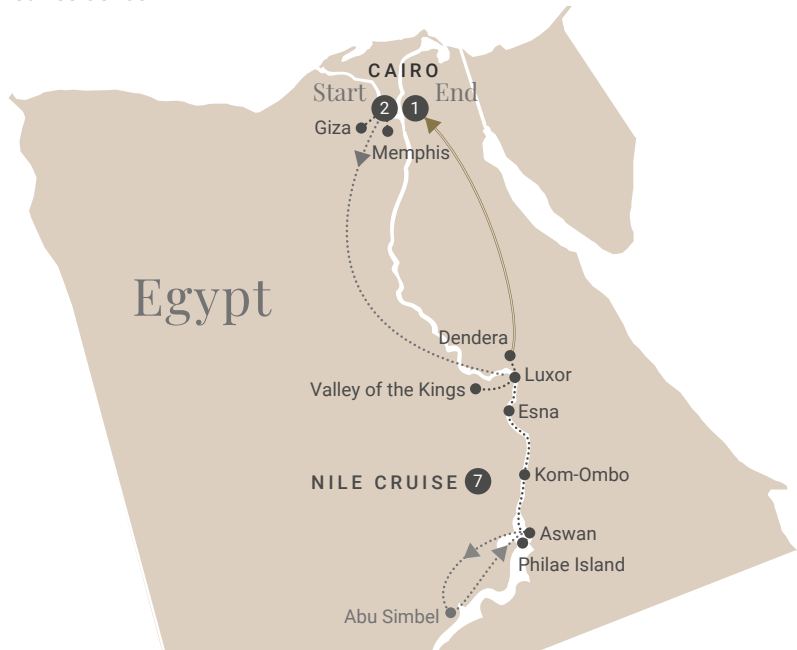 CAIRO
Start
End
2
1
Giza
Memphis
Egypt
Dendera
Luxor
Valley of the Kings
Esna
Kom-Ombo
NILE CRUISE 7
Aswan
Philae Island
Abu Simbel